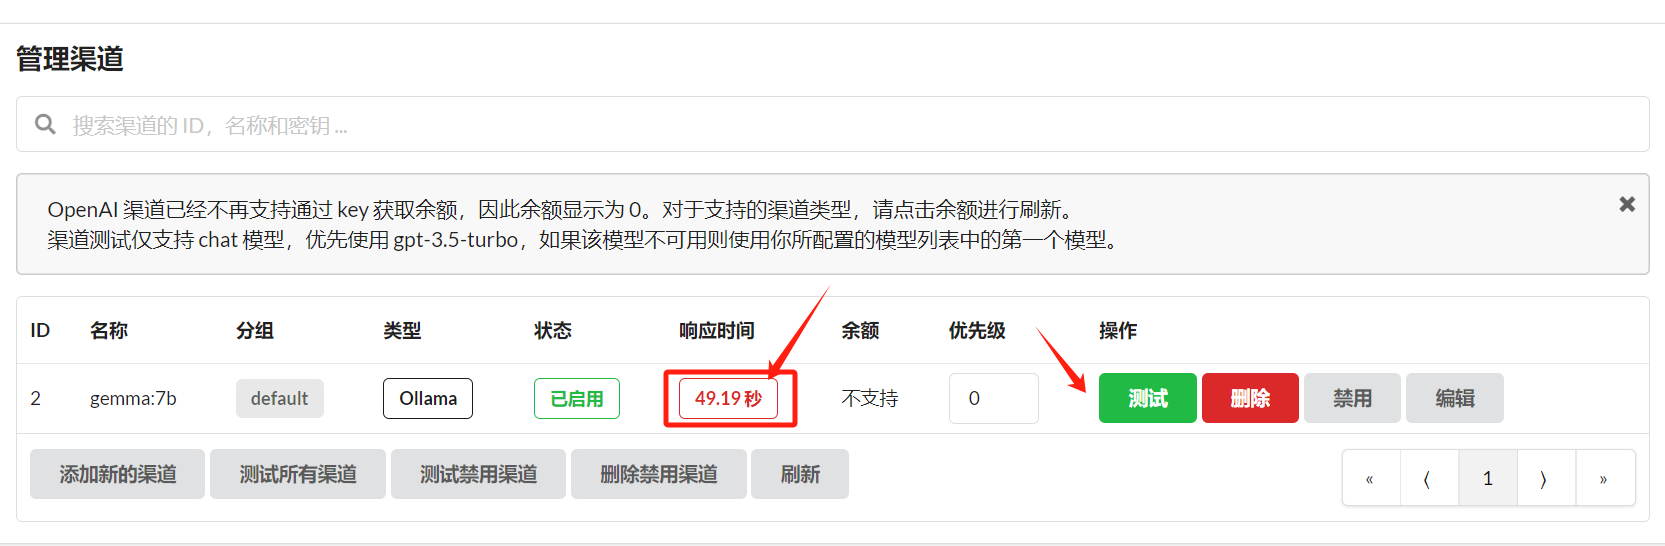 管理渠道
搜索渠道的 ID，名称和密钥 ...
OpenAI 渠道已经不再支持通过 key 获取余额，因此余额显示为 0。对于支持的渠道类型，请点击余额进行刷新。
渠道测试仅支持 chat 模型，优先使用 gpt-3.5-turbo，如果该模型不可用则使用你所配置的模型列表中的第一个模型。
ID 名称 分组 类型 状态 响应时间 余额 优先级 操作
2 gemma:7b default Ollama 已启用 49.19 秒 不支持 0 测试 删除 禁用 编辑
添加新的渠道 测试所有渠道 测试禁用渠道 删除禁用渠道 刷新 « ⟨ 1 ⟩ »